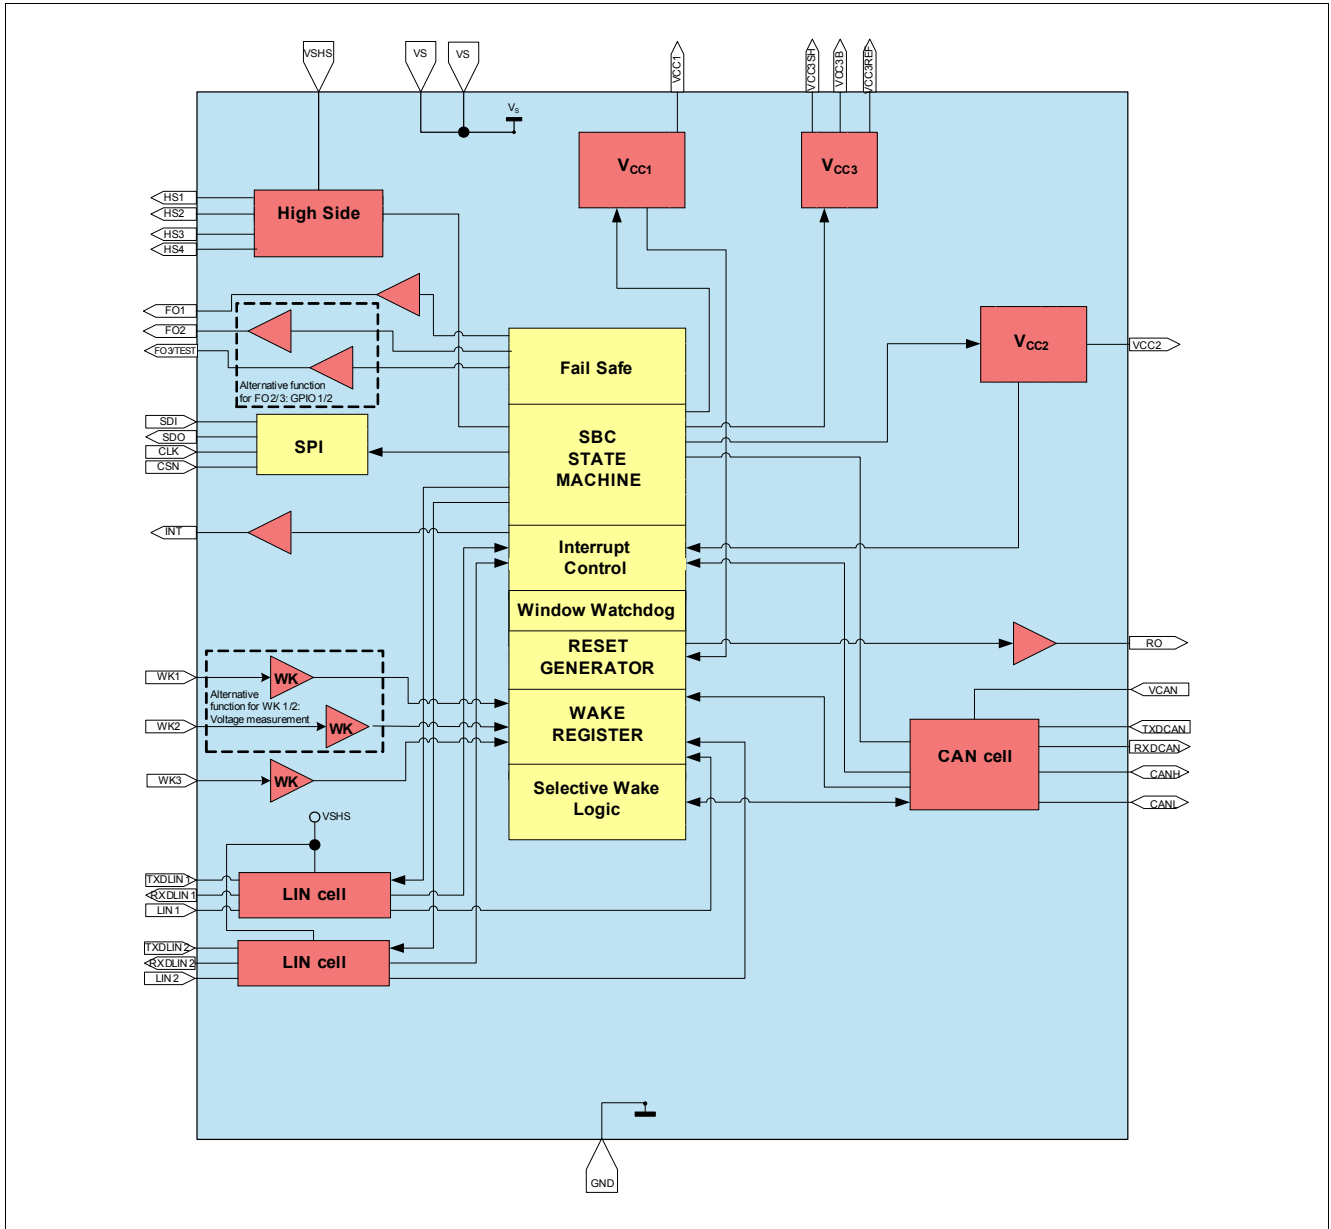 VSHS
VS
VS
VCC1
VCC3SH
VCC3B
VCC3REF
Vs
VCC1
VCC3
HS1
HS2
HS3
HS4
High Side
FO1
FO2
FO3/TEST
Alternative function
for FO2/3: GPIO1/2
Fail Safe
VCC2
VCC2
SDI
SDO
CLK
CSN
SPI
SBC
STATE
MACHINE
INT
Interrupt
Control
Window Watchdog
RESET
GENERATOR
RO
WK1
WK
Alternative
function for WK 1/2:
Voltage measurement
WK2
WK
WK3
WK
WAKE
REGISTER
Selective Wake
Logic
VCAN
TXDCAN
RXDCAN
CANH
CANL
CAN cell
VSHS
TXDLIN1
RXDLIN1
LIN1
LIN cell
TXDLIN2
RXDLIN2
LIN2
LIN cell
GND